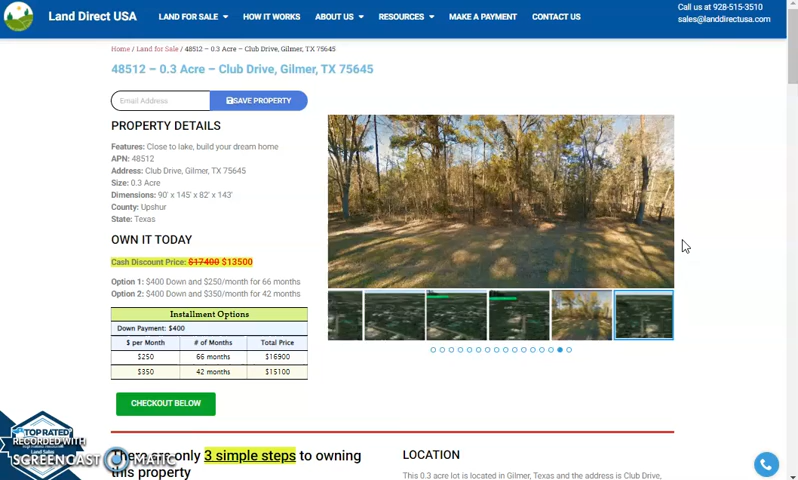 Land Direct USA
LAND FOR SALE HOW IT WORKS ABOUT US RESOURCES MAKE A PAYMENT CONTACT US
Call us at 928-515-3510
sales@landdirectusa.com
Home / Land for Sale / 48512 – 0.3 Acre – Club Drive, Gilmer, TX 75645
48512 – 0.3 Acre – Club Drive, Gilmer, TX 75645
Email Address SAVE PROPERTY
PROPERTY DETAILS
Features: Close to lake, build your dream home
APN: 48512
Address: Club Drive, Gilmer, TX 75645
Size: 0.3 Acre
Dimensions: 90' x 145' x 82' x 143'
County: Upshur
State: Texas
OWN IT TODAY
Cash Discount Price: $17400 $13500
Option 1: $400 Down and $250/month for 66 months
Option 2: $400 Down and $350/month for 42 months
Installment Options
Down Payment: $400
$ per Month # of Months Total Price
$250 66 months $16900
$350 42 months $15100
CHECKOUT BELOW
There are only 3 simple steps to owning
this property
LOCATION
This 0.3 acre lot is located in Gilmer, Texas and the address is Club Drive,
TOP RATED
Land Sales
RECORDED WITH
SCREENCAST MATIC